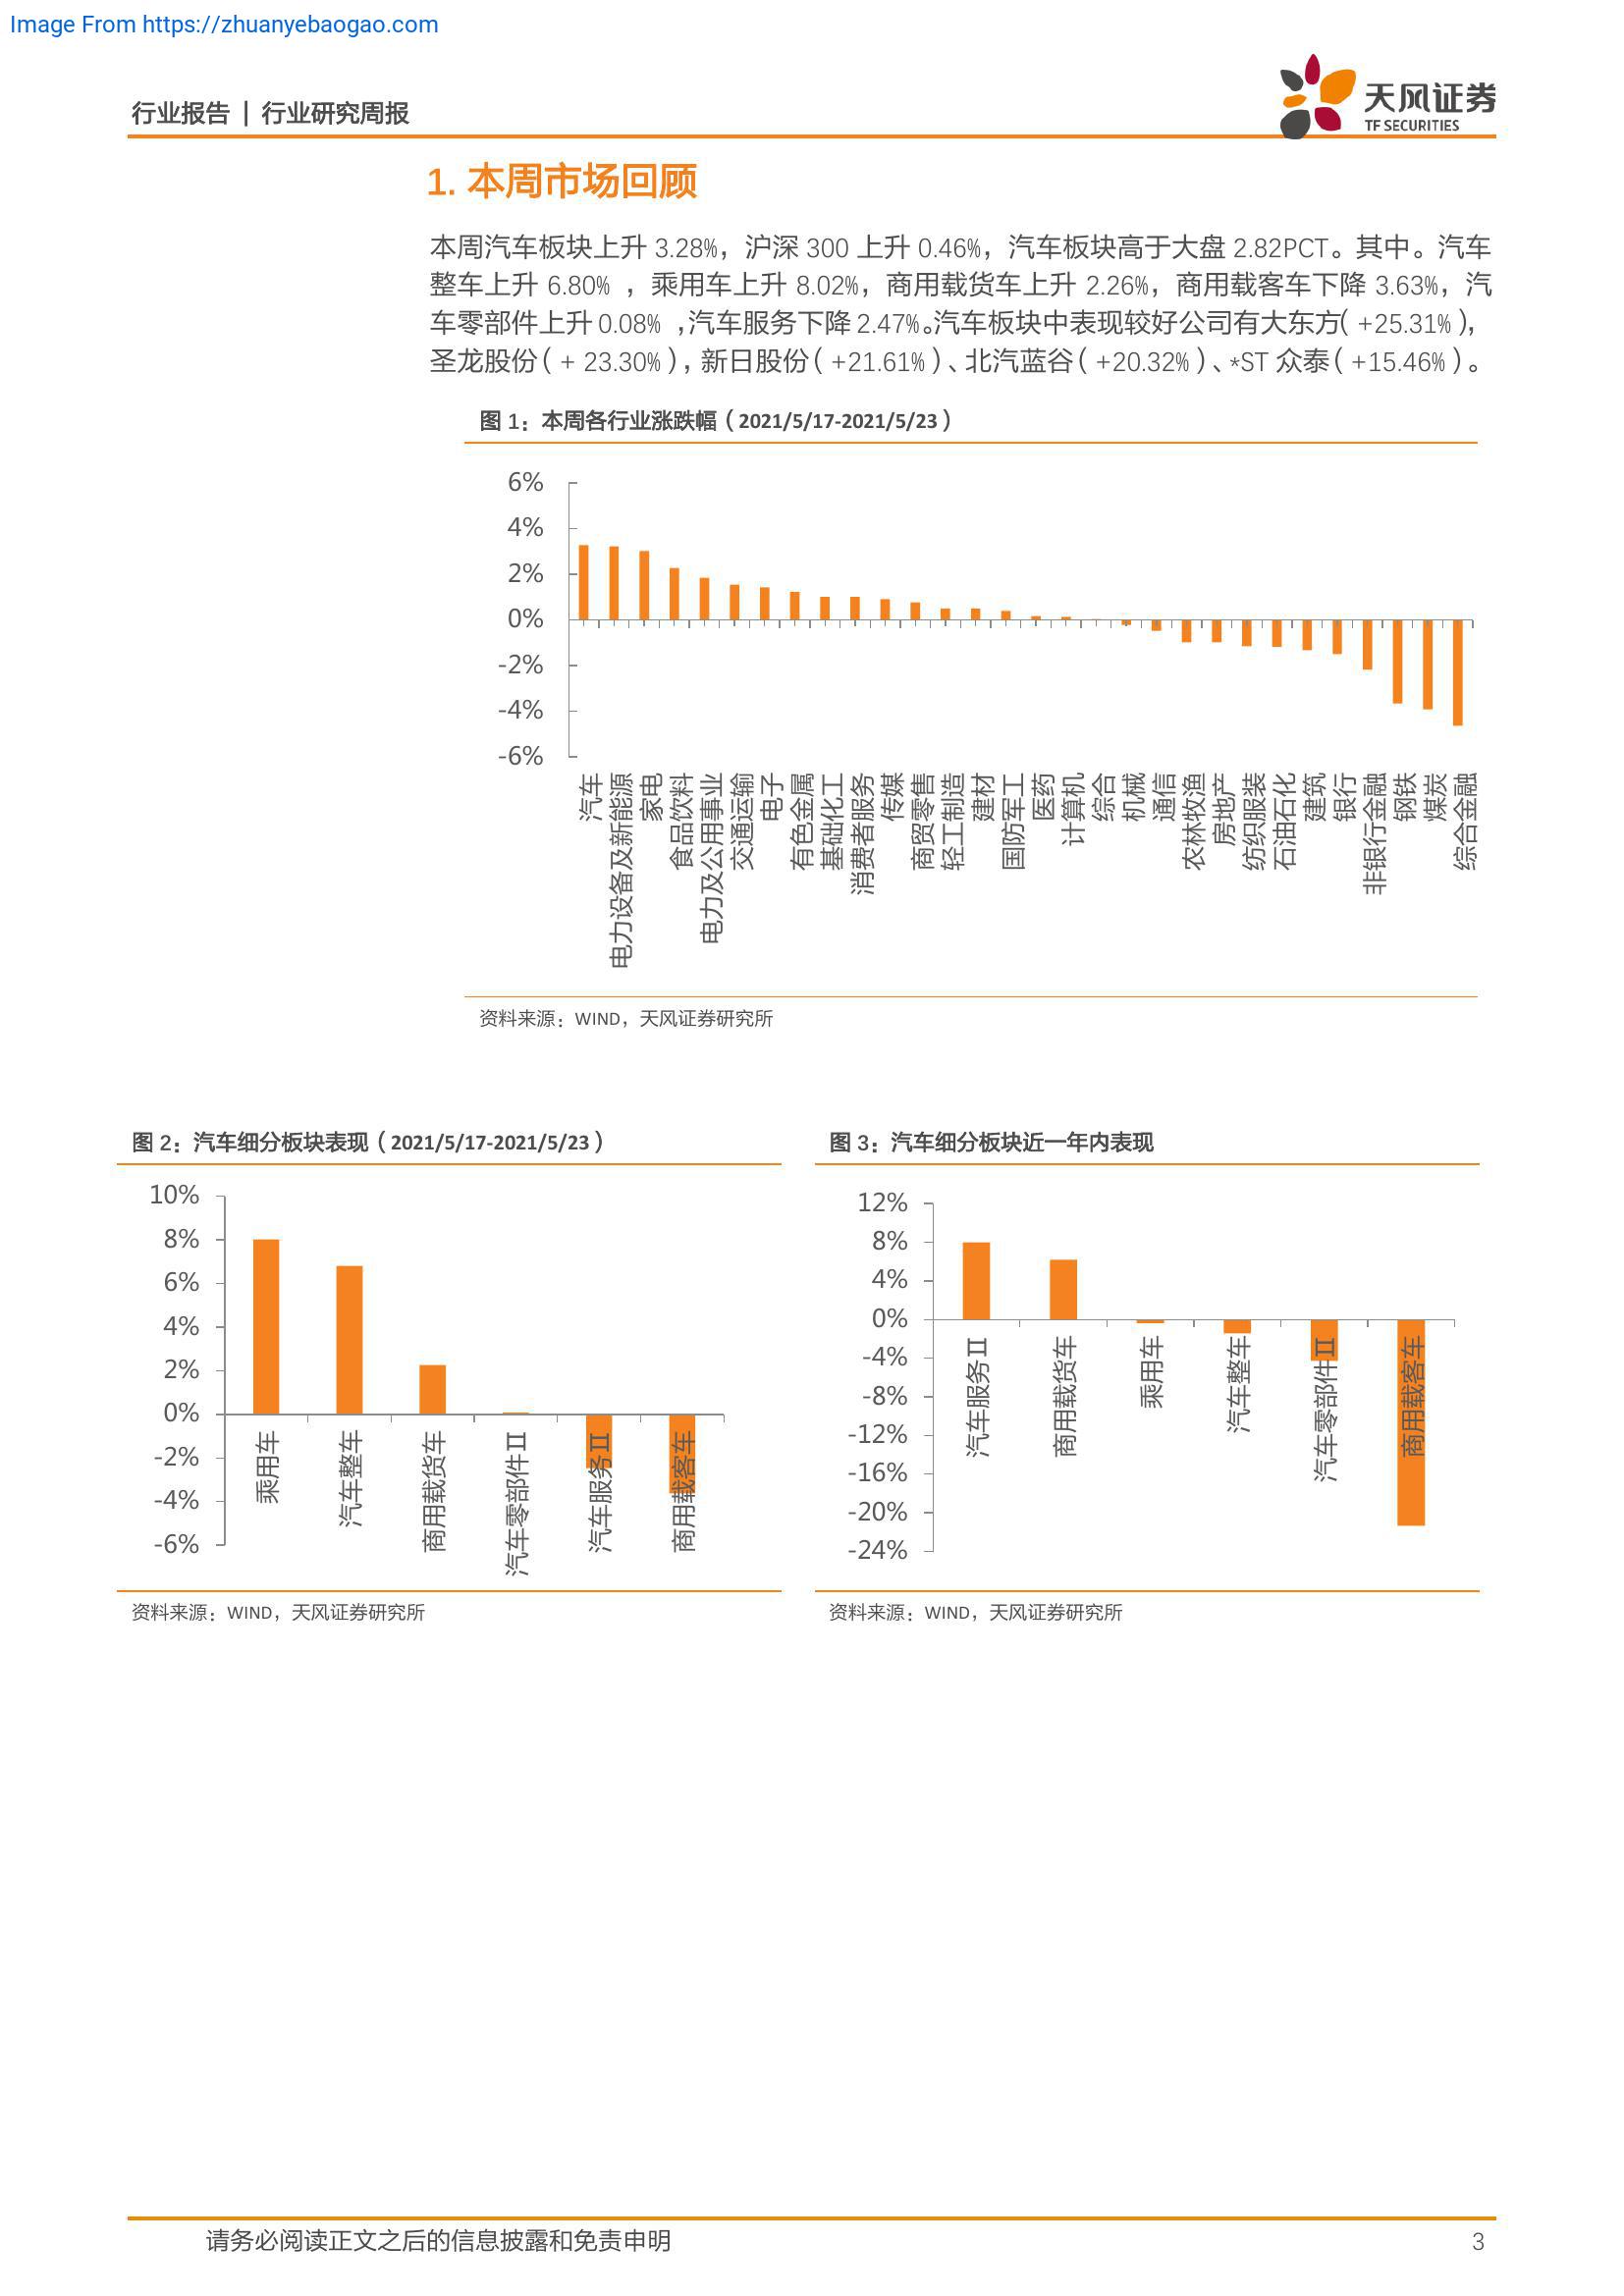 Image From https://zhuanyebaogao.com
行业报告 | 行业研究周报
天风证券
TF SECURITIES
1. 本周市场回顾
本周汽车板块上升 3.28%，沪深 300 上升 0.46%，汽车板块高于大盘 2.82PCT。其中。汽车
整车上升 6.80% ，乘用车上升 8.02%，商用载货车上升 2.26%，商用载客车下降 3.63%，汽
车零部件上升 0.08% ，汽车服务下降 2.47%。汽车板块中表现较好公司有大东方（+25.31%），
圣龙股份（+ 23.30%），新日股份（+21.61%）、北汽蓝谷（+20.32%）、*ST 众泰（+15.46%）。
图 1：本周各行业涨跌幅（2021/5/17-2021/5/23）
6%
4%
2%
0%
-2%
-4%
-6%
汽车
电力设备及新能源
家电
食品饮料
电力及公用事业
交通运输
电子
有色金属
基础化工
消费者服务
传媒
商贸零售
轻工制造
建材
国防军工
医药
计算机
综合
机械
通信
农林牧渔
房地产
纺织服装
石油石化
建筑
银行
非银行金融
钢铁
煤炭
综合金融
资料来源：WIND，天风证券研究所
图 2：汽车细分板块表现（2021/5/17-2021/5/23）
10%
8%
6%
4%
2%
0%
-2%
-4%
-6%
乘用车
汽车整车
商用载货车
汽车零部件Ⅱ
汽车服务Ⅱ
商用载客车
资料来源：WIND，天风证券研究所
图 3：汽车细分板块近一年内表现
12%
8%
4%
0%
-4%
-8%
-12%
-16%
-20%
-24%
汽车服务Ⅱ
商用载货车
乘用车
汽车整车
汽车零部件Ⅱ
商用载客车
资料来源：WIND，天风证券研究所
请务必阅读正文之后的信息披露和免责申明
3